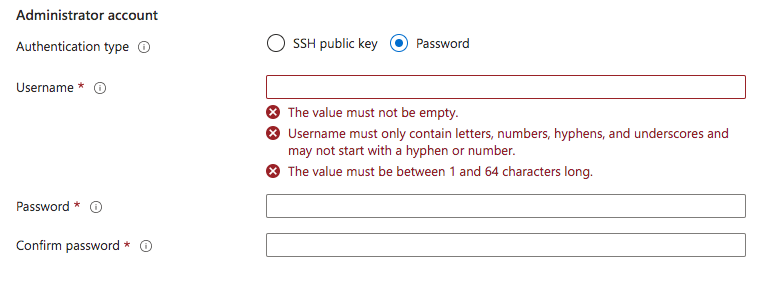 Administrator account
Authentication type
SSH public key
Password
Username *
The value must not be empty.
Username must only contain letters, numbers, hyphens, and underscores and
may not start with a hyphen or number.
The value must be between 1 and 64 characters long.
Password *
Confirm password *